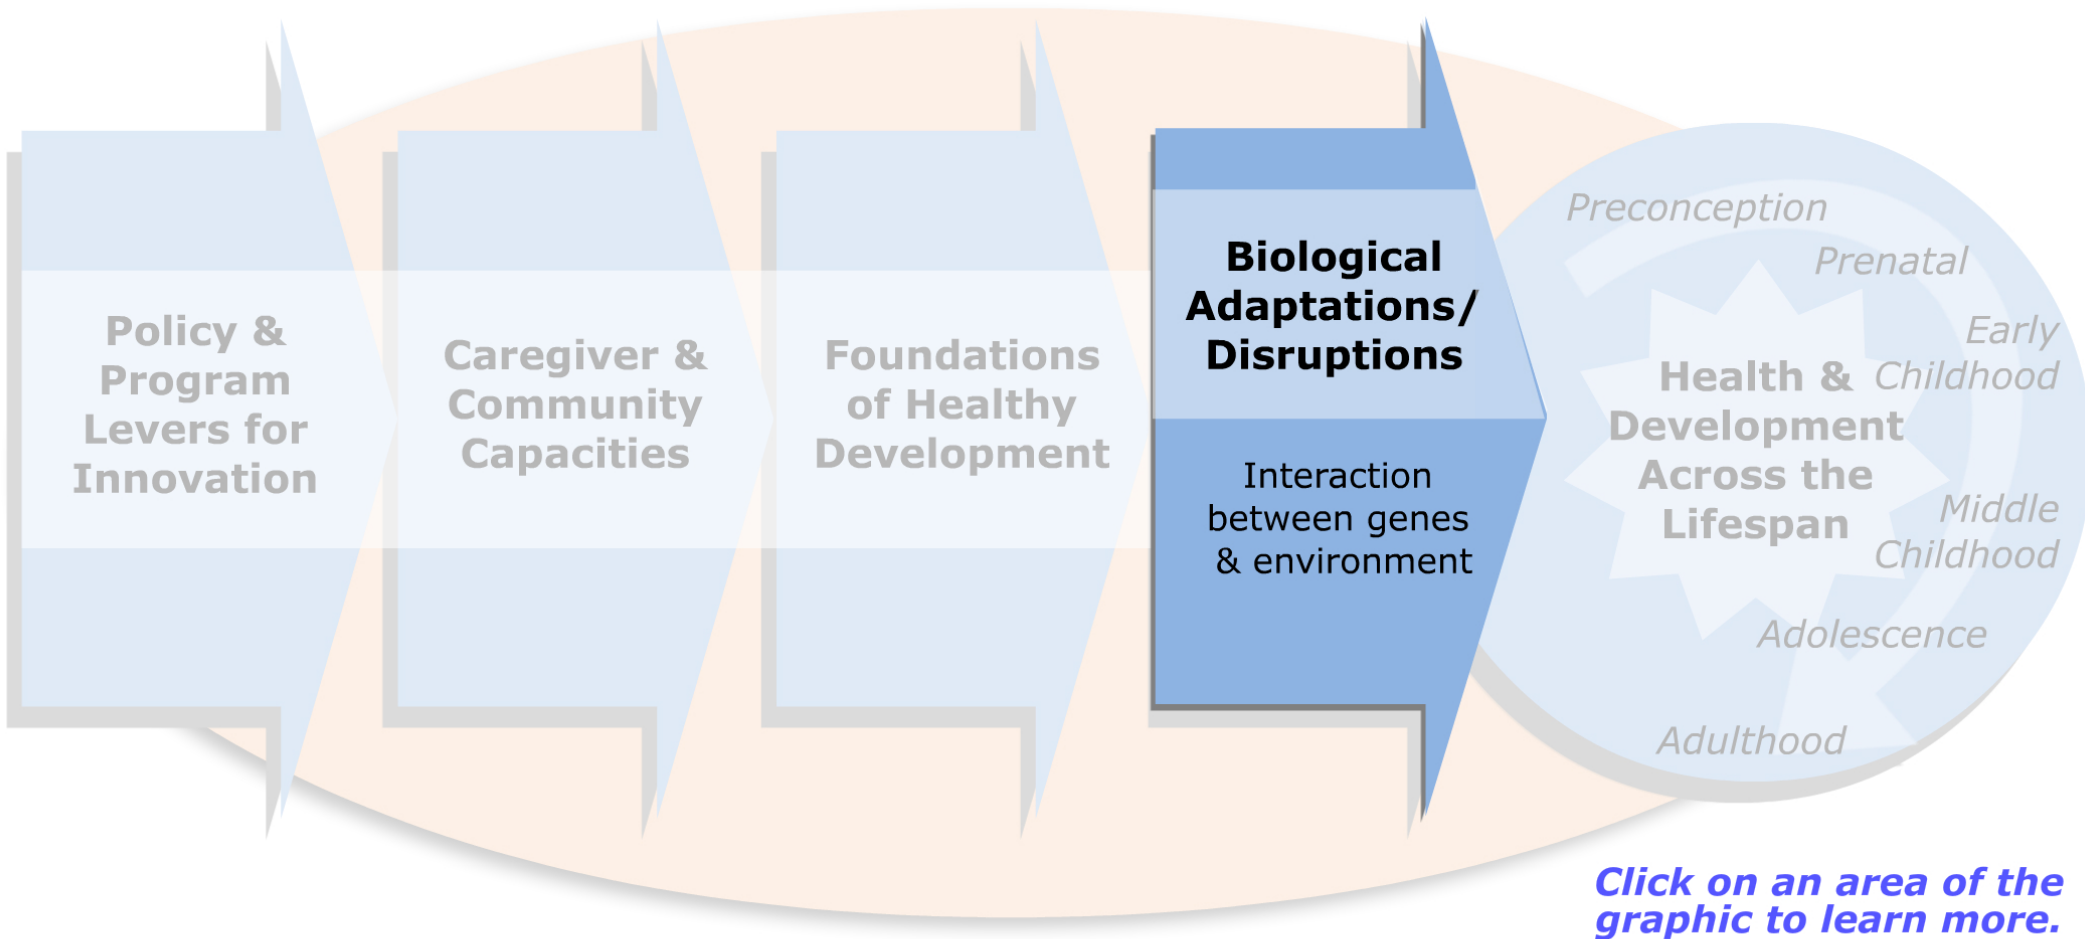 Policy &
Program
Levers for
Innovation
Caregiver &
Community
Capacities
Foundations
of Healthy
Development
Biological
Adaptations/
Disruptions
Interaction
between genes
& environment
Health &
Development
Across the
Lifespan
Preconception
Prenatal
Early
Childhood
Middle
Childhood
Adolescence
Adulthood
Click on an area of the
graphic to learn more.